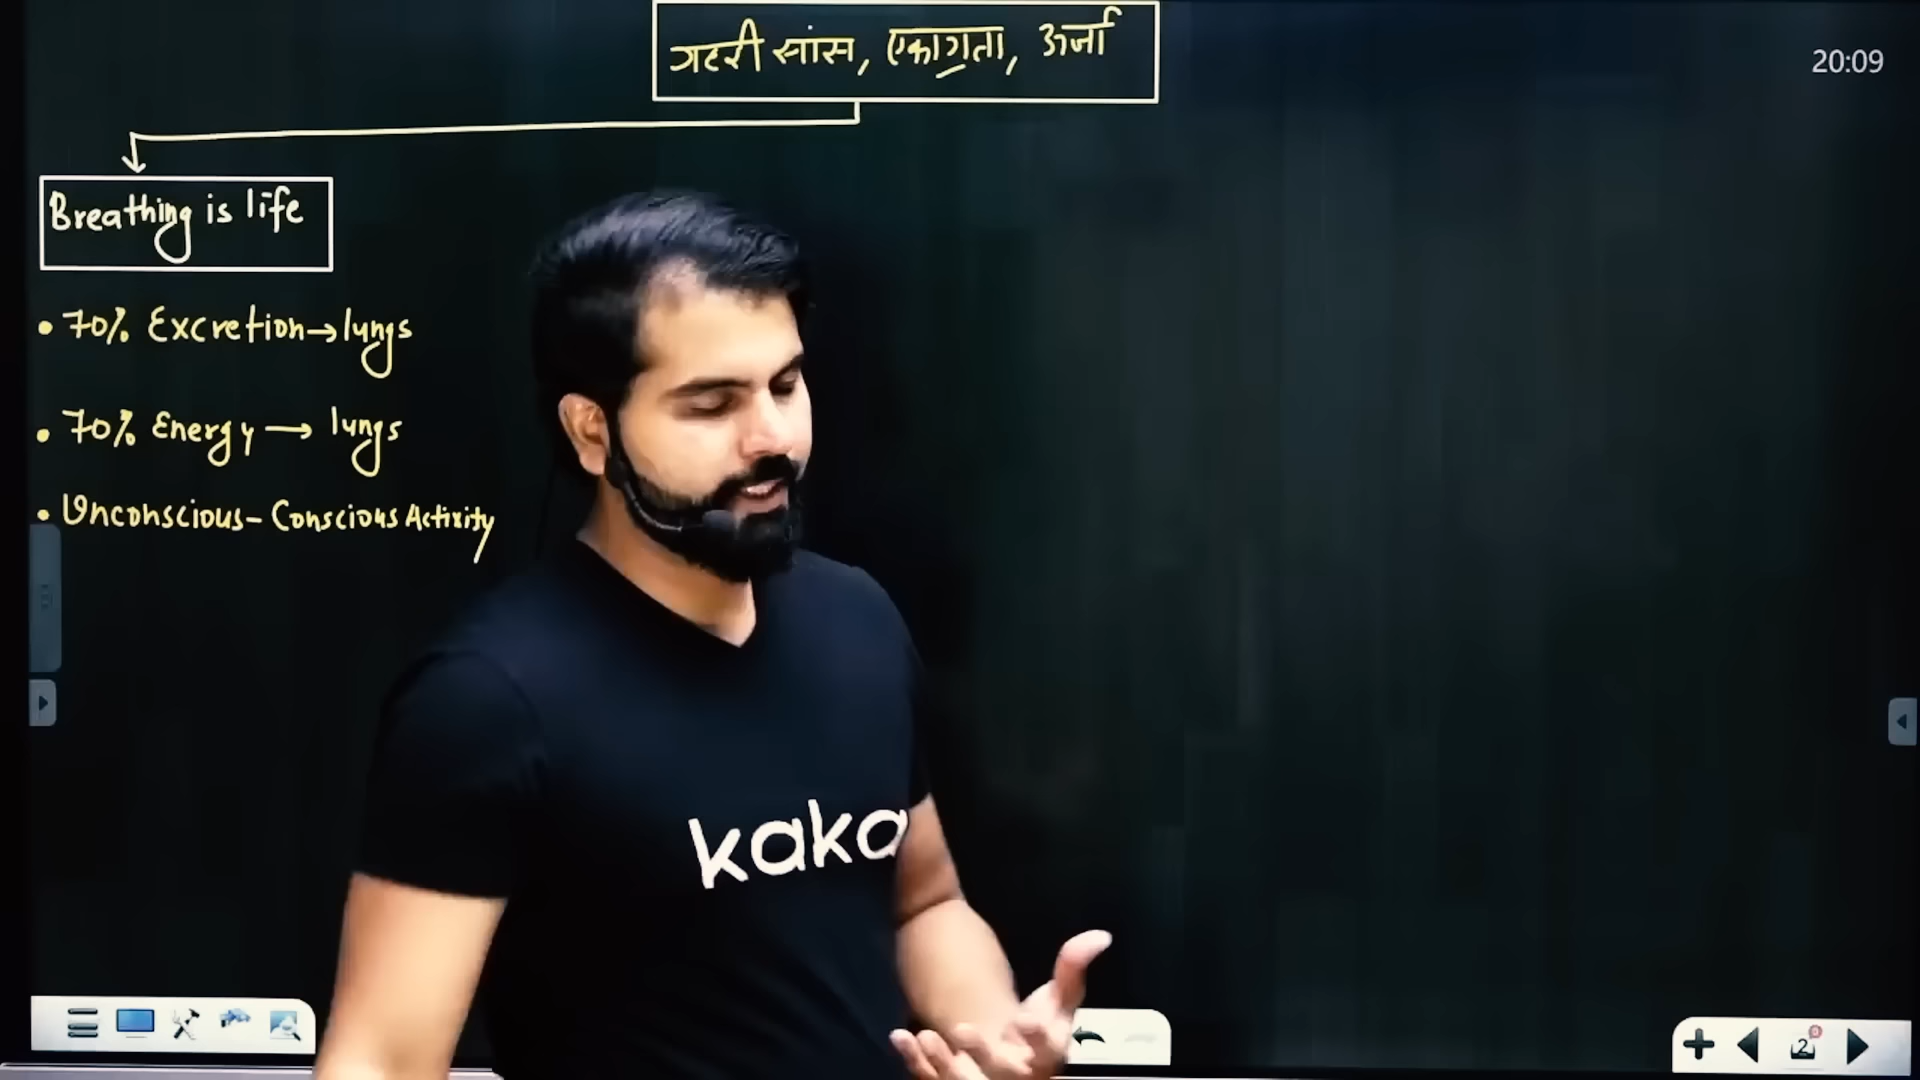 गहरी सांस, एकाग्रता, ऊर्जा
20:09
Breathing is life
• 70% Excretion→lungs
• 70% Energy → lungs
• Unconscious - Conscious Activity
kaka
2